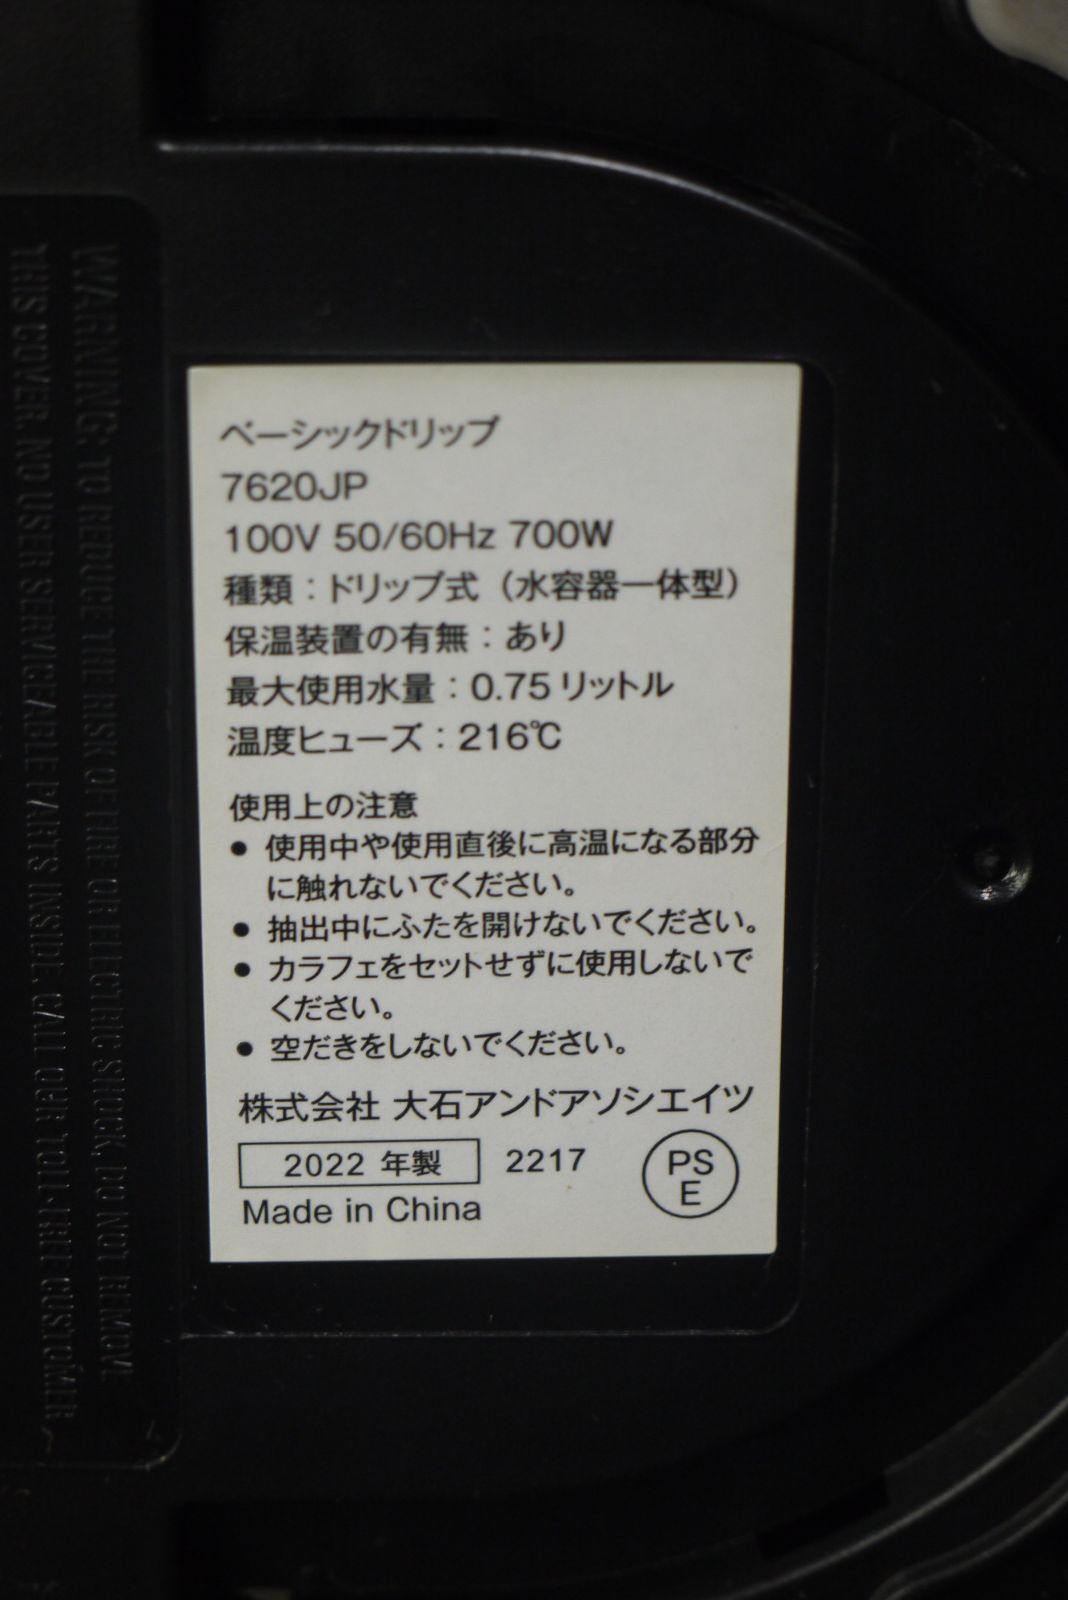 ベーシックドリップ
7620JP
100V 50/60Hz 700W
種類：ドリップ式（水容器一体型）
保温装置の有無：あり
最大使用水量：0.75リットル
温度ヒューズ：216℃
使用上の注意
● 使用中や使用直後に高温になる部分
に触れないでください。
● 抽出中にふたを開けないでください。
● カラフェをセットせずに使用しないで
ください。
● 空だきをしないでください。
株式会社 大石アンドアソシエイツ
2022 年製 2217
PS
E
Made in China
WARNING: TO REDUCE THE RISK OF FIRE OR ELECTRIC SHOCK, DO NOT REMOVE
THIS COVER. NO USER SERVICEABLE PARTS INSIDE. CALL OUR TOLL-FREE CUSTOMER